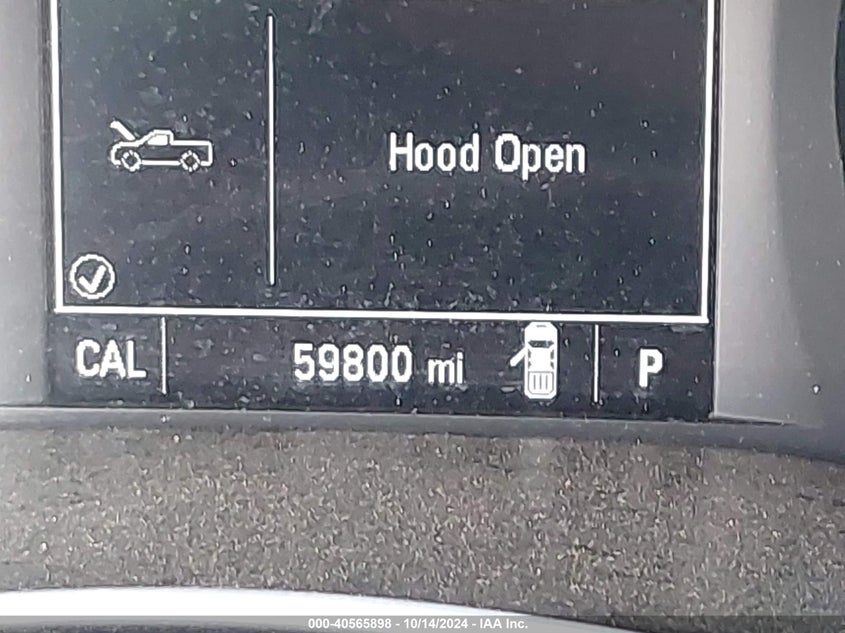 Hood Open
CAL 59800 mi P
000-40565898 - 10/14/2024 - IAA Inc.